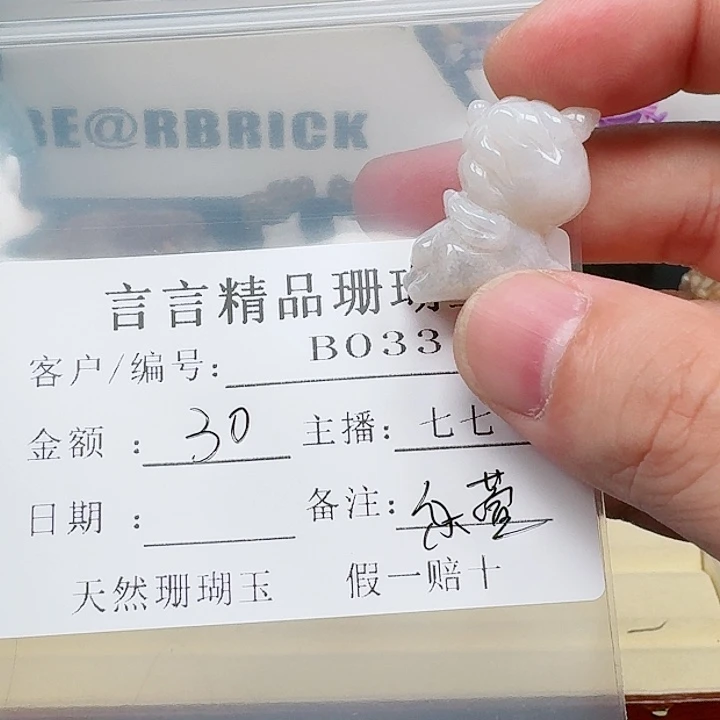 BE@RBRICK
言言精品珊瑚
客户/编号: B033
金额 : 30 主播: 七七
日期 : 备注:
天然珊瑚玉 假一赔十